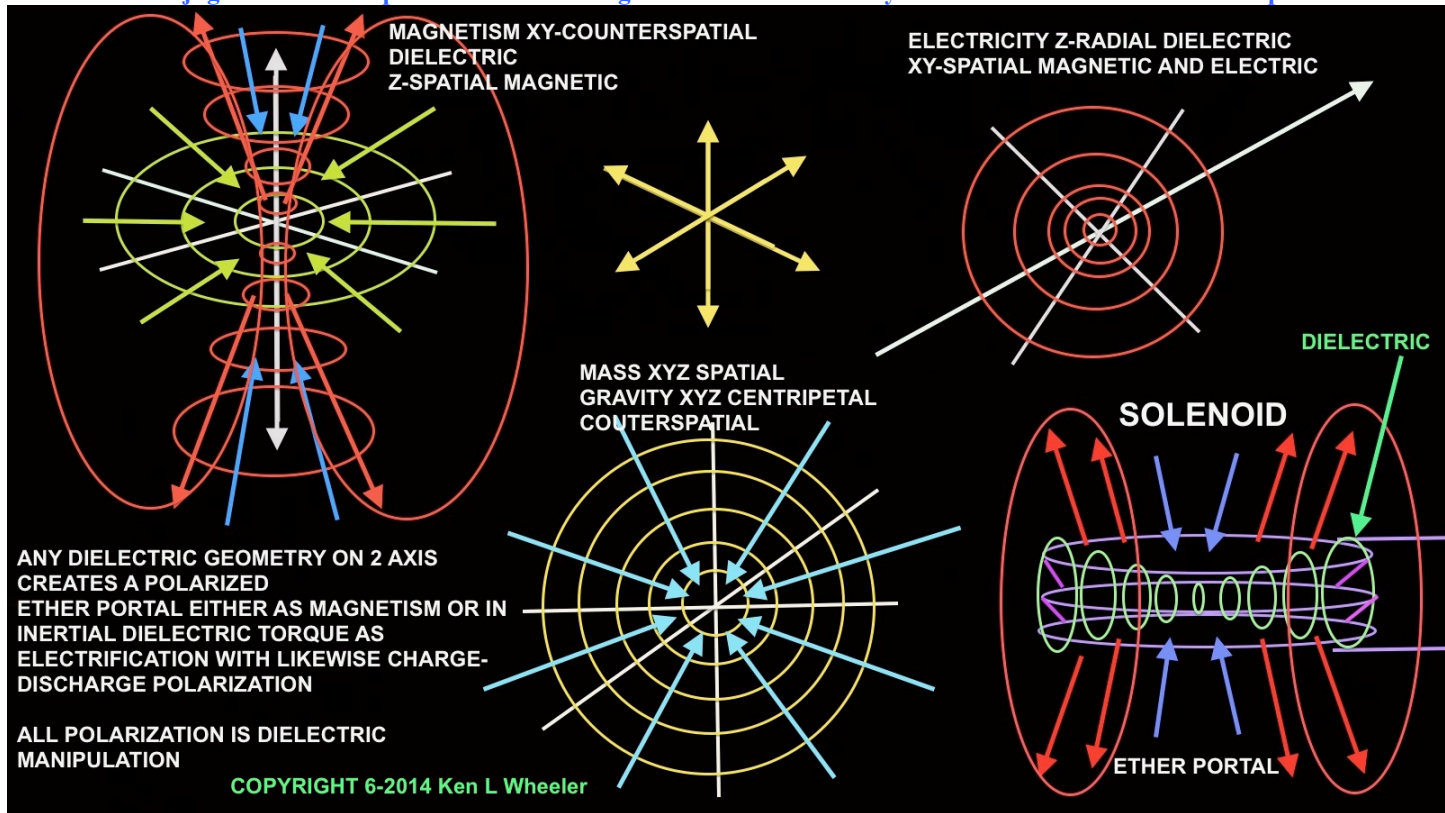 MAGNETISM XY-COUNTERSPATIAL
DIELECTRIC
Z-SPATIAL MAGNETIC
ELECTRICITY Z-RADIAL DIELECTRIC
XY-SPATIAL MAGNETIC AND ELECTRIC
MASS XYZ SPATIAL
GRAVITY XYZ CENTRIPETAL
COUTERSPATIAL
DIELECTRIC
SOLENOID
ANY DIELECTRIC GEOMETRY ON 2 AXIS
CREATES A POLARIZED
ETHER PORTAL EITHER AS MAGNETISM OR IN
INERTIAL DIELECTRIC TORQUE AS
ELECTRIFICATION WITH LIKEWISE CHARGE-
DISCHARGE POLARIZATION
ALL POLARIZATION IS DIELECTRIC
MANIPULATION
ETHER PORTAL
COPYRIGHT 6-2014 Ken L Wheeler